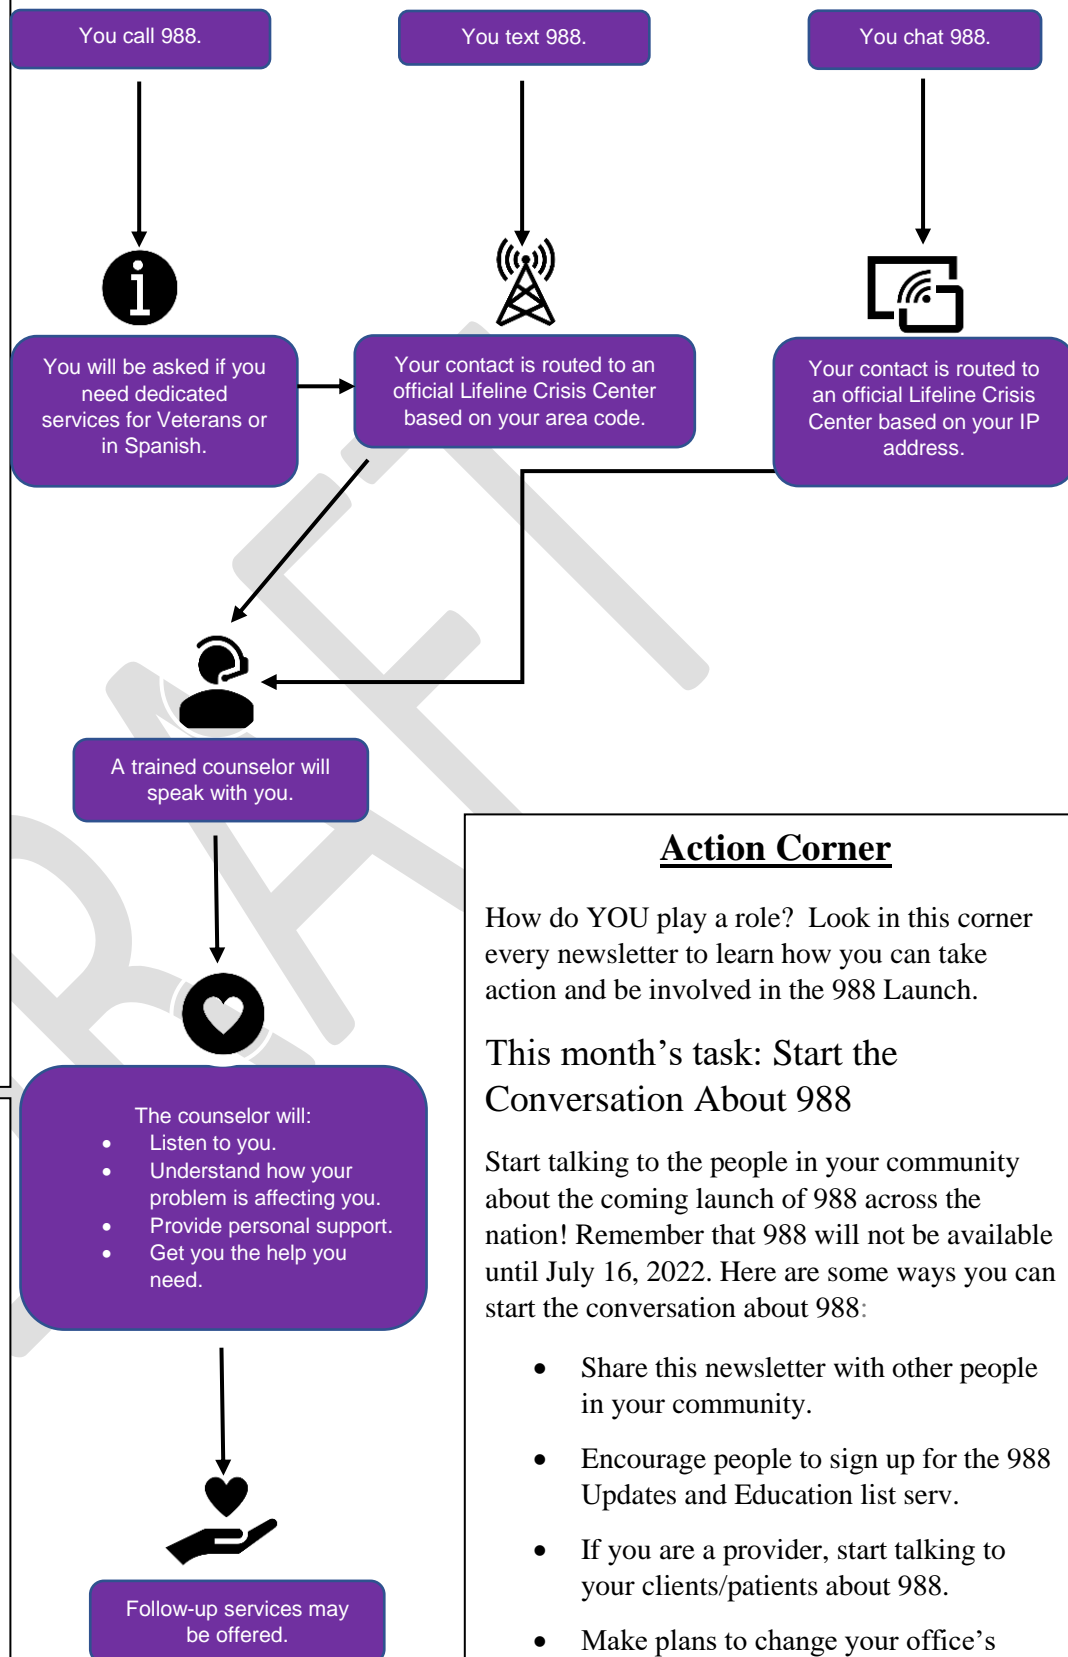 You call 988.
You text 988.
You chat 988.
You will be asked if you
need dedicated
services for Veterans or
in Spanish.
Your contact is routed to an
official Lifeline Crisis Center
based on your area code.
Your contact is routed to
an official Lifeline Crisis
Center based on your IP
address.
A trained counselor will
speak with you.
The counselor will:
• Listen to you.
• Understand how your
problem is affecting you.
• Provide personal support.
• Get you the help you
need.
Follow-up services may
be offered.
Action Corner
How do YOU play a role?  Look in this corner
every newsletter to learn how you can take
action and be involved in the 988 Launch.
This month’s task: Start the
Conversation About 988
Start talking to the people in your community
about the coming launch of 988 across the
nation! Remember that 988 will not be available
until July 16, 2022. Here are some ways you can
start the conversation about 988:
• Share this newsletter with other people
in your community.
• Encourage people to sign up for the 988
Updates and Education list serv.
• If you are a provider, start talking to
your clients/patients about 988.
• Make plans to change your office’s
DRAFT